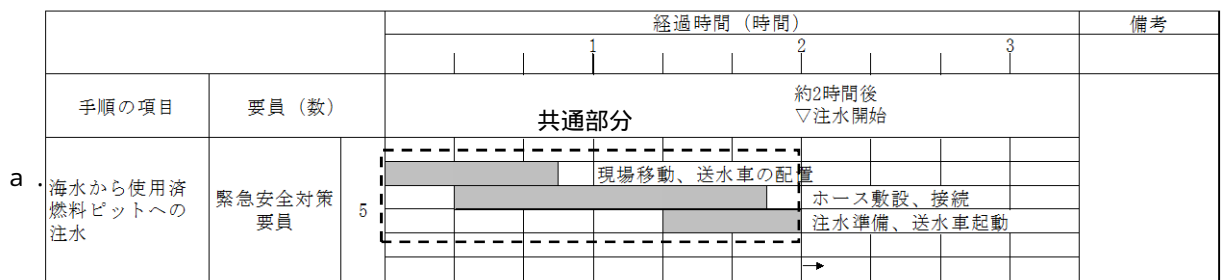 経過時間（時間）
備考
1
2
3
手順の項目
要員（数）
約2時間後
▽注水開始
共通部分
a．
海水から使用済
燃料ピットへの
注水
緊急安全対策
要員
5
現場移動、送水車の配置
ホース敷設、接続
注水準備、送水車起動